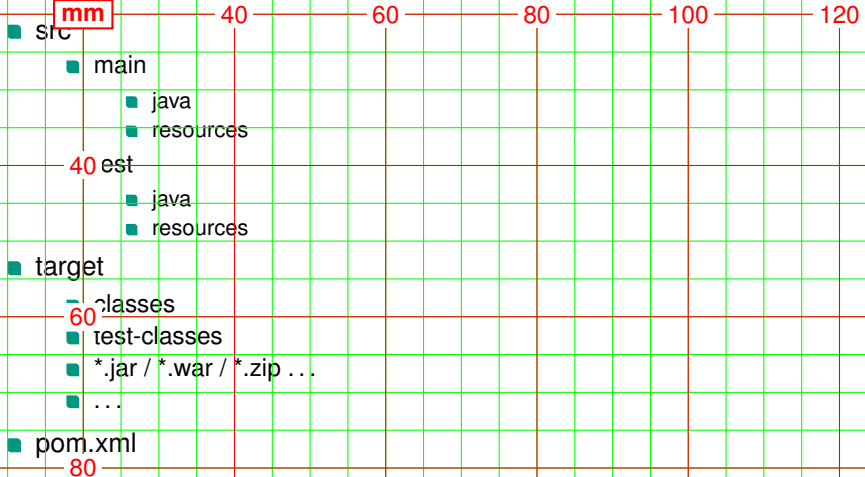 mm 40 60 80 100 120
src
main
java
resources
40 est
java
resources
target
classes
60
test-classes
*.jar / *.war / *.zip ...
...
pom.xml
80